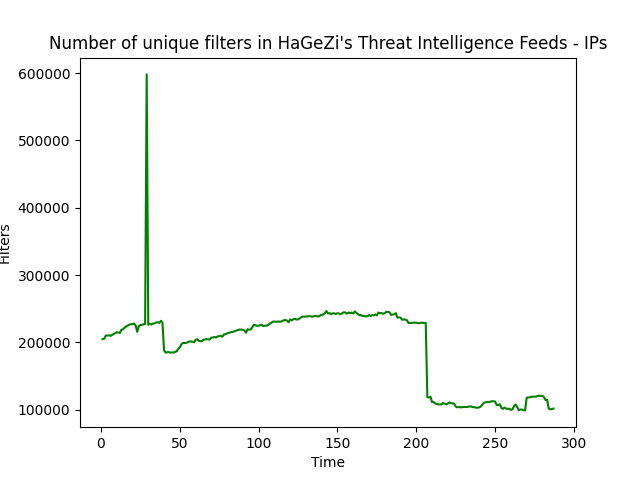 Number of unique filters in HaGeZi's Threat Intelligence Feeds - IPs
600000
500000
400000
300000
200000
100000
Filters
0 50 100 150 200 250 300
Time